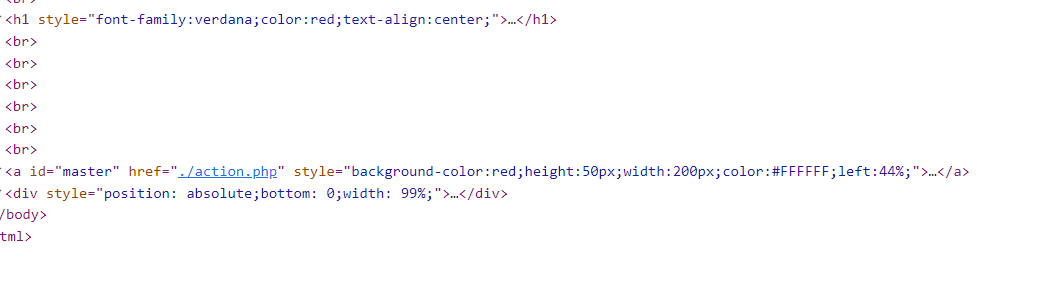 <h1 style="font-family:verdana;color:red;text-align:center;">…</h1>
<br>
<br>
<br>
<br>
<br>
<br>
<a id="master" href="./action.php" style="background-color:red;height:50px;width:200px;color:#FFFFFF;left:44%;">…</a>
<div style="position: absolute;bottom: 0;width: 99%;">…</div>
/body>
tml>